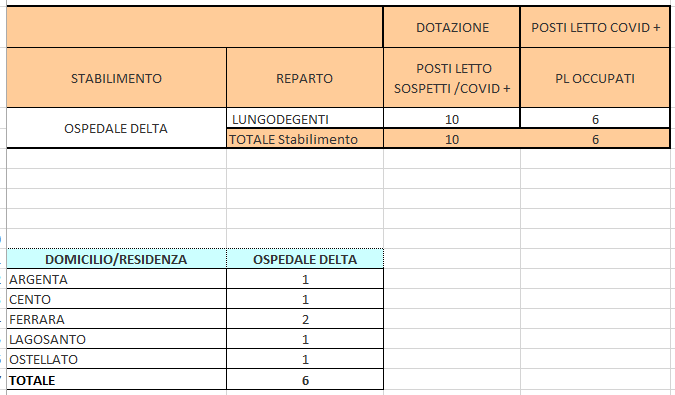 DOTAZIONE POSTI LETTO COVID +
STABILIMENTO REPARTO POSTI LETTO SOSPETTI /COVID + PL OCCUPATI
OSPEDALE DELTA LUNGODEGENTI 10 6
TOTALE Stabilimento 10 6
DOMICILIO/RESIDENZA OSPEDALE DELTA
ARGENTA 1
CENTO 1
FERRARA 2
LAGOSANTO 1
OSTELLATO 1
TOTALE 6